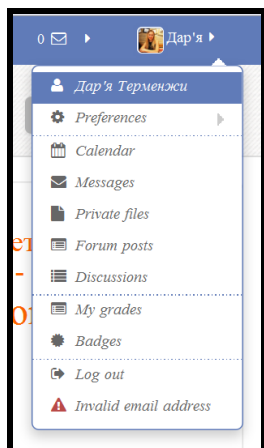 0 Дар'я
Дар'я Терменжи
Preferences
Calendar
Messages
Private files
Forum posts
Discussions
My grades
Badges
Log out
Invalid email address